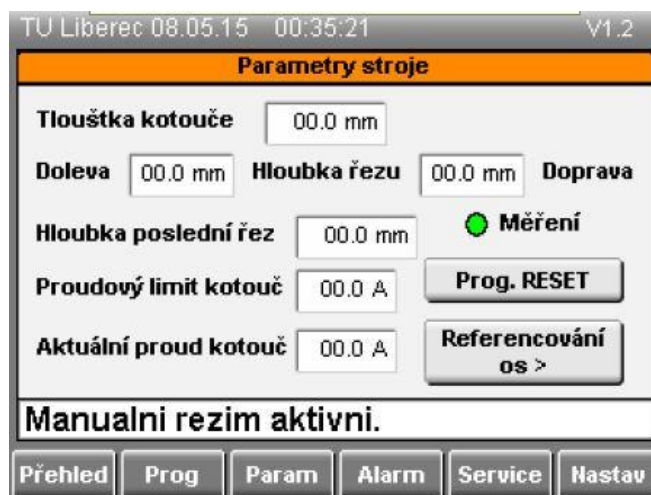 TU Liberec 08.05.15 00:35:21 V1.2
Parametry stroje
Tlouštka kotouče 00.0 mm
Doleva 00.0 mm Hloubka řezu 00.0 mm Doprava
Hloubka poslední řez 00.0 mm Měření
Proudový limit kotouč 00.0 A Prog. RESET
Aktuální proud kotouč 00.0 A Referencování
os >
Manualni rezim aktivni.
Přehled Prog Param Alarm Service Nastav